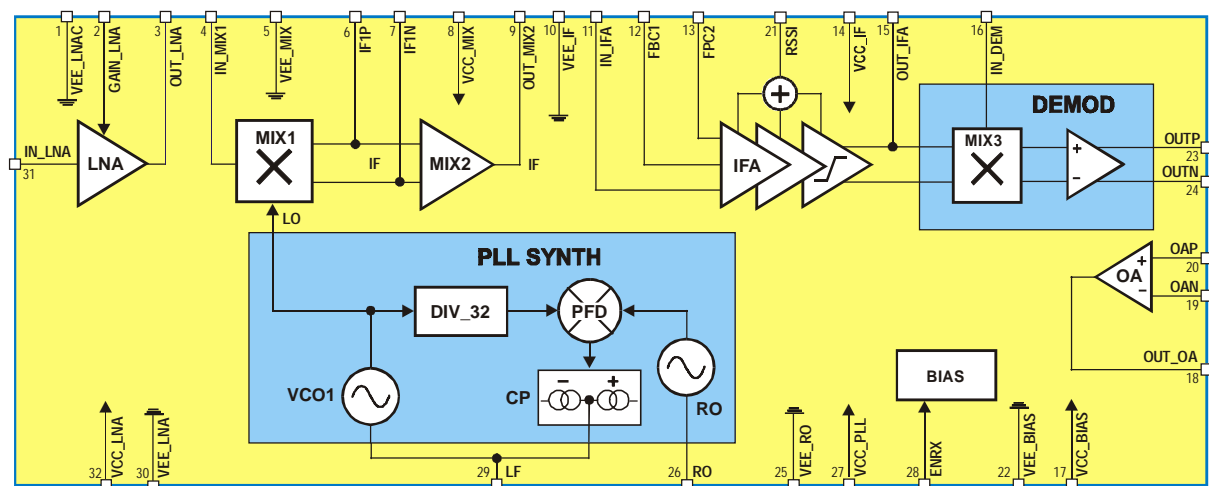 1
VEE_LNAC
2
GAIN_LNA
3
OUT_LNA
4
IN_MIX1
5
VEE_MIX
6
IF1P
7
IF1N
8
VCC_MIX
9
OUT_MIX2
10
VEE_IF
11
IN_IFA
12
FBC1
13
FPC2
21
RSSI
14
VCC_IF
15
OUT_IFA
16
IN_DEM
DEMOD
IN_LNA
31
LNA
MIX1
IF
MIX2
IF
IFA
+
MIX3
+
−
OUTP
23
OUTN
24
LO
PLL SYNTH
DIV_32
PFD
VCO1
CP
− +
RO
OA
+
−
OAP
20
OAN
19
OUT_OA
18
BIAS
32
VCC_LNA
30
VEE_LNA
29
LF
26
RO
25
VEE_RO
27
VCC_PLL
28
ENRX
22
VEE_BIAS
17
VCC_BIAS